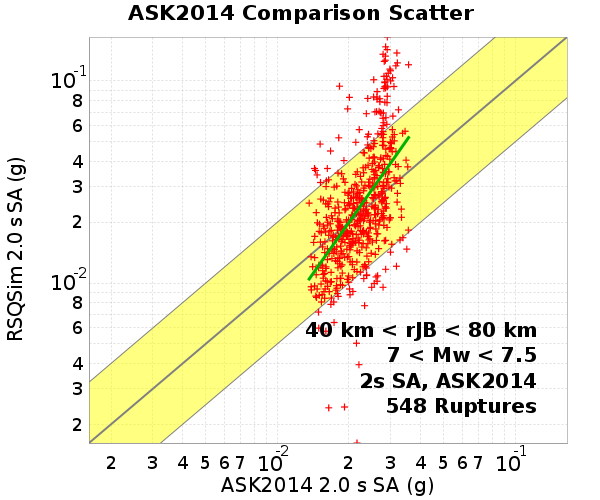 ASK2014 Comparison Scatter
RSQSim 2.0 s SA (g)
10-1
8
6
4
3
2
10-2
8
6
4
3
2
40 km < rJB < 80 km
7 < Mw < 7.5
2s SA, ASK2014
548 Ruptures
2 3 4 5 6 7 10-2 2 3 4 5 6 7 10-1
ASK2014 2.0 s SA (g)